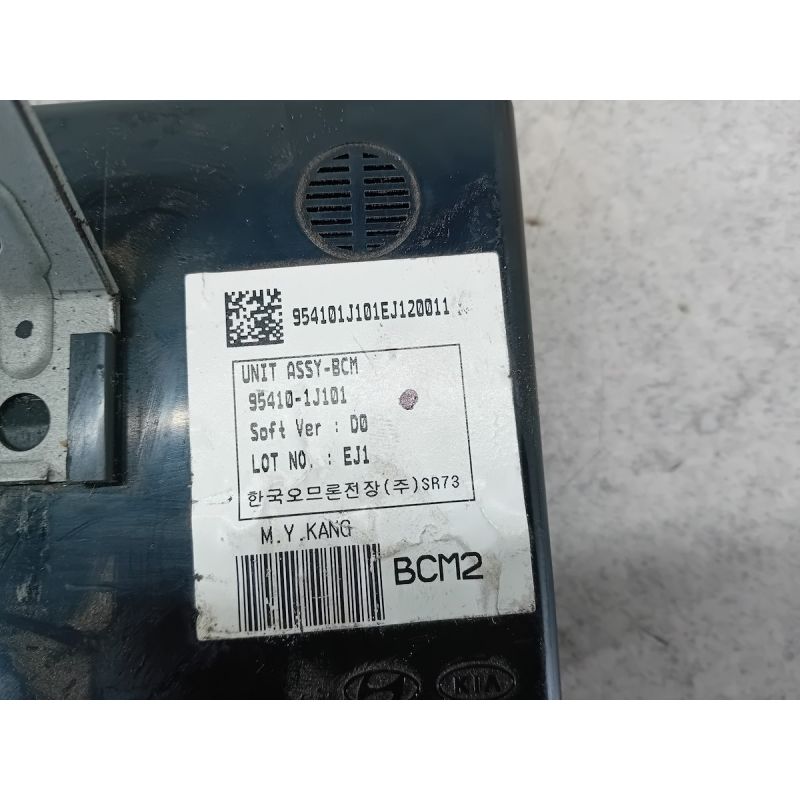 954101J101EJ120011
UNIT ASSY-BCM
95410-1J101
Soft Ver : D0
LOT NO. : EJ1
한국오므론전장(주)SR73
M.Y.KANG
BCM2
KIA